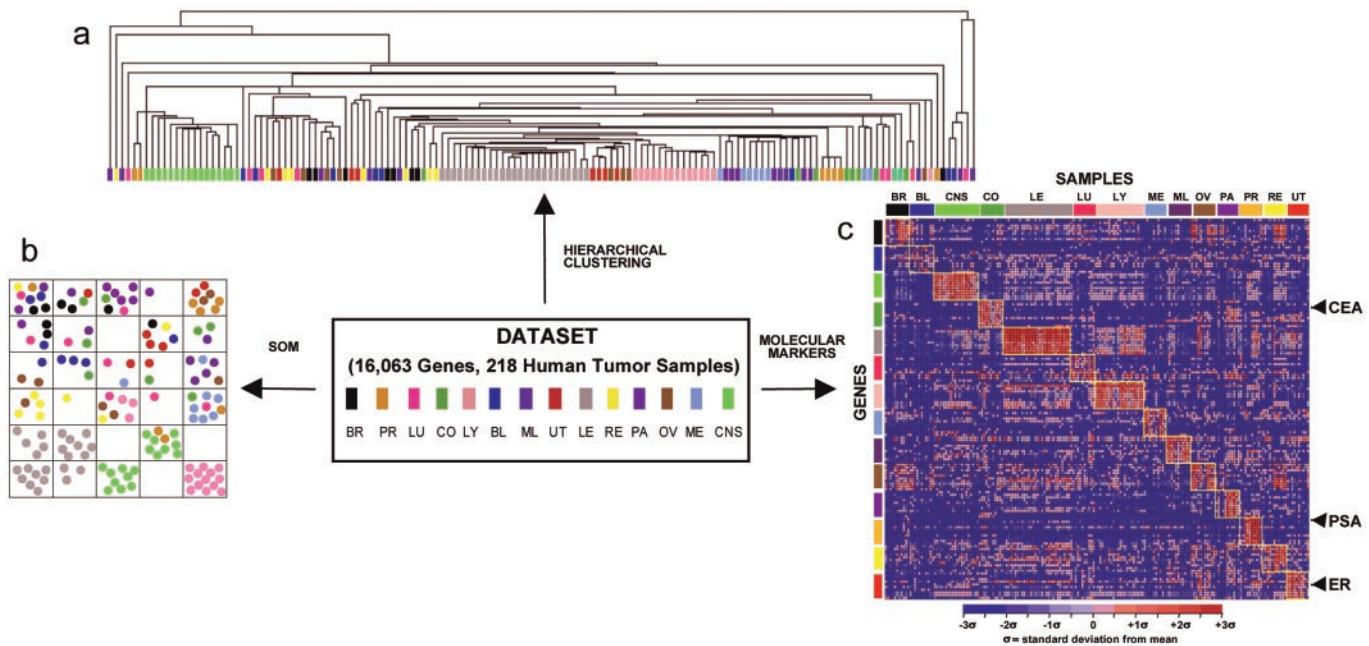 a
SAMPLES
BR BL CNS CO LE LU LY ME ML OV PA PR RE UT
c
b
HIERARCHICAL
CLUSTERING
GENES
CEA
DATASET
(16,063 Genes, 218 Human Tumor Samples)
SOM
MOLECULAR
MARKERS
BR PR LU CO LY BL ML UT LE RE PA OV ME CNS
PSA
ER
-3σ -2σ -1σ 0 +1σ +2σ +3σ
σ= standard deviation from mean